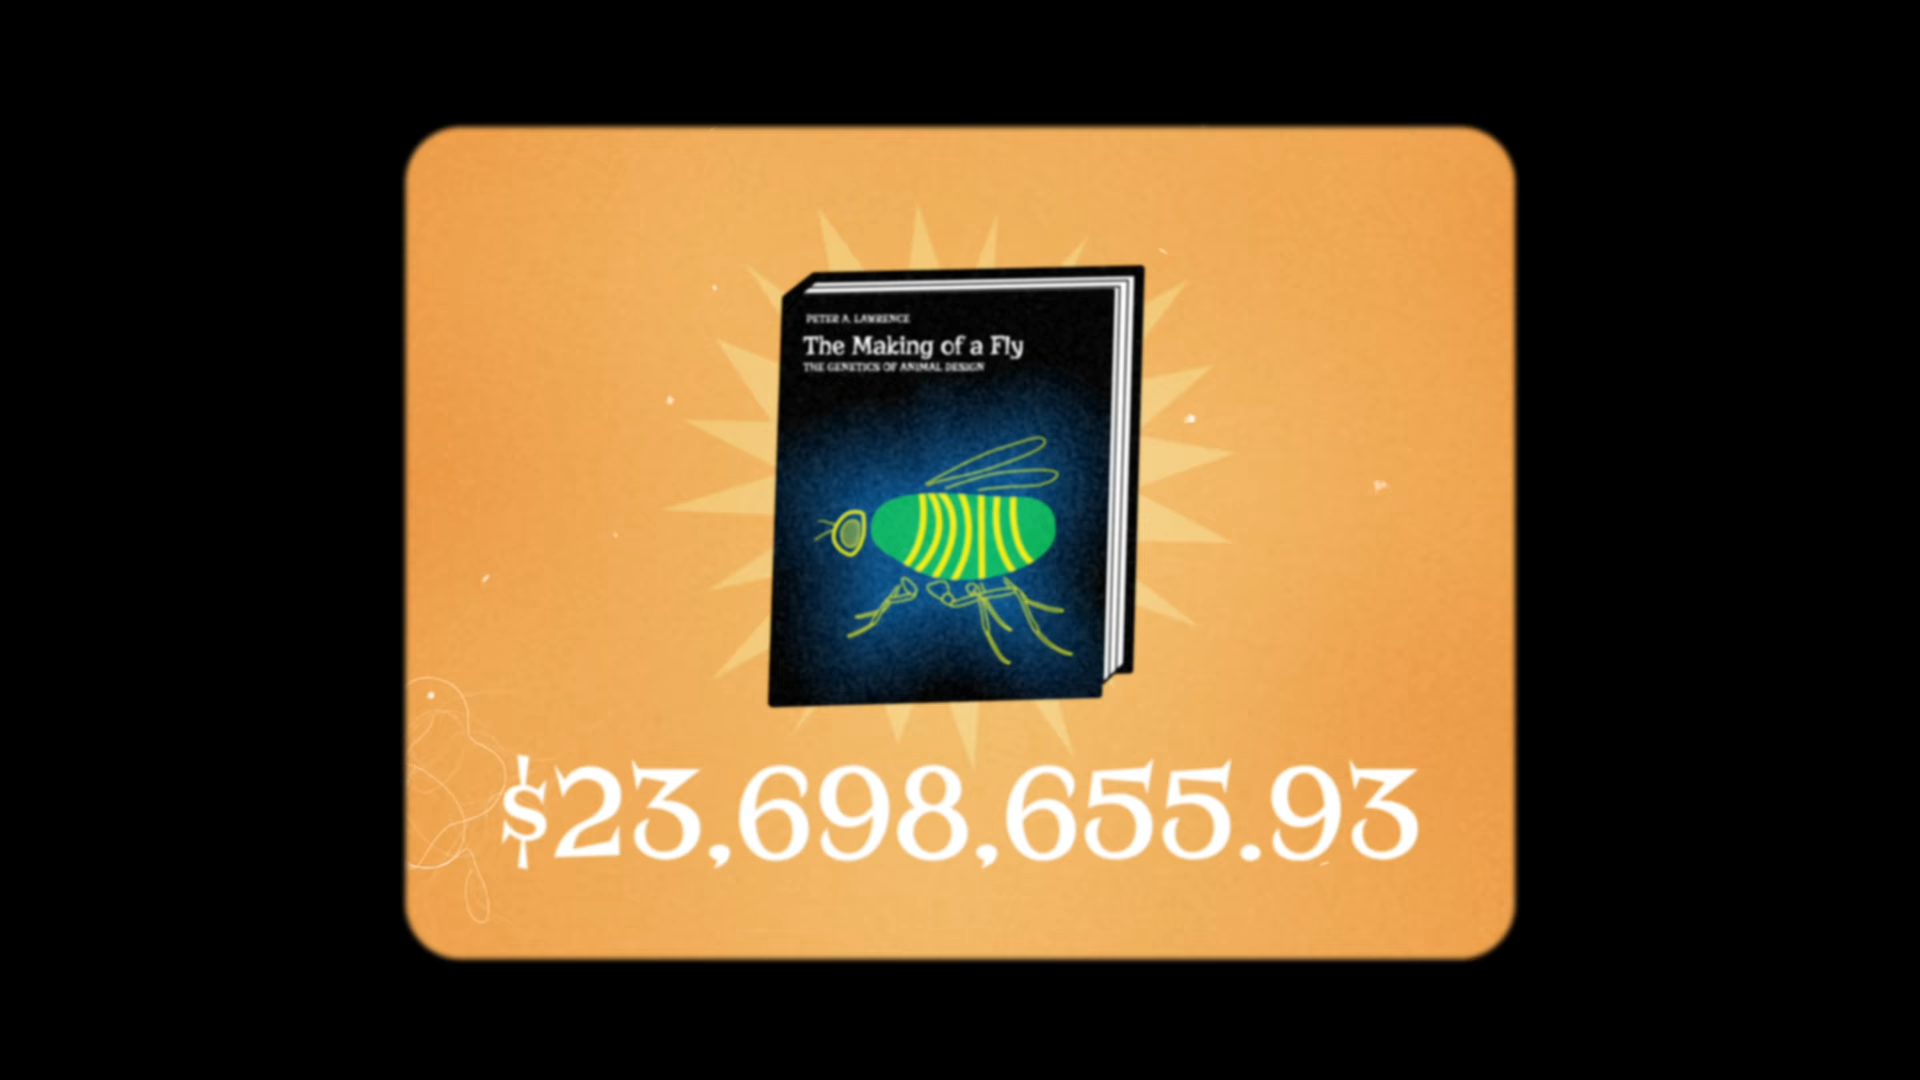 PETER A. LAWRENCE
The Making of a Fly
THE GENETICS OF ANIMAL DESIGN
$23,698,655.93